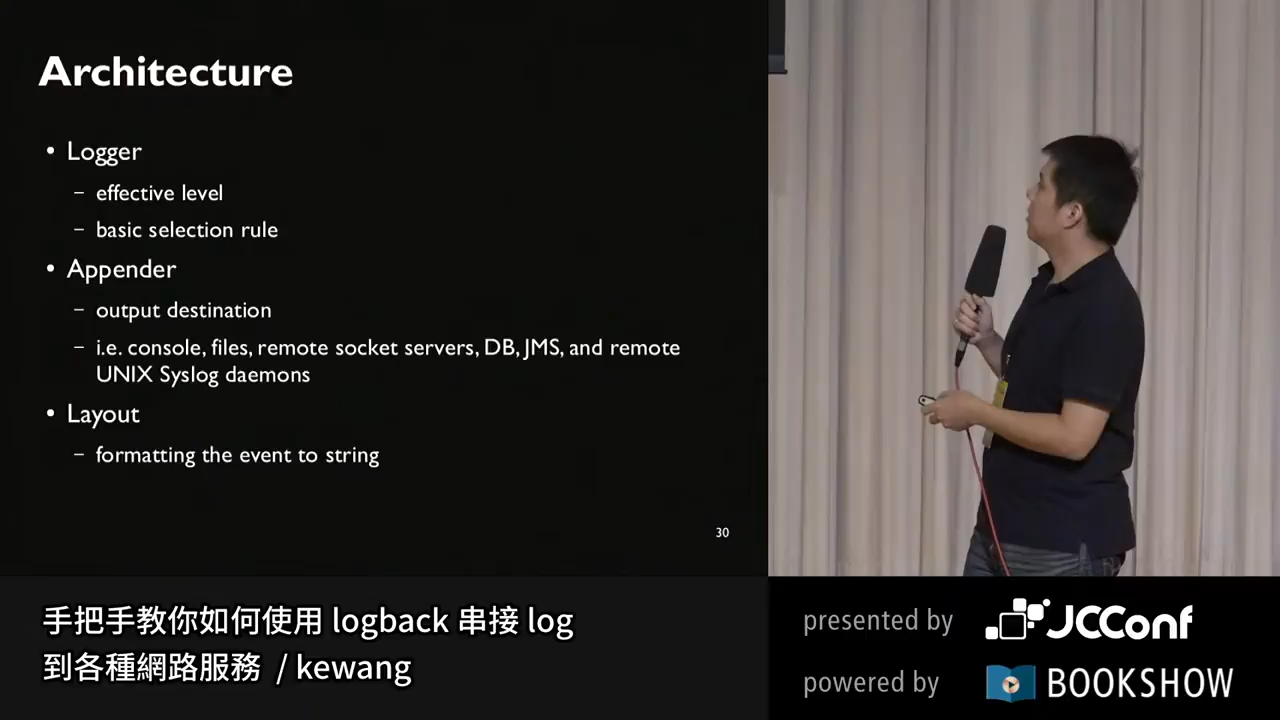 Architecture
• Logger
– effective level
– basic selection rule
• Appender
– output destination
– i.e. console, files, remote socket servers, DB, JMS, and remote
UNIX Syslog daemons
• Layout
– formatting the event to string
30
手把手教你如何使用 logback 串接 log
到各種網路服務 / kewang
presented by JCConf
powered by BOOKSHOW